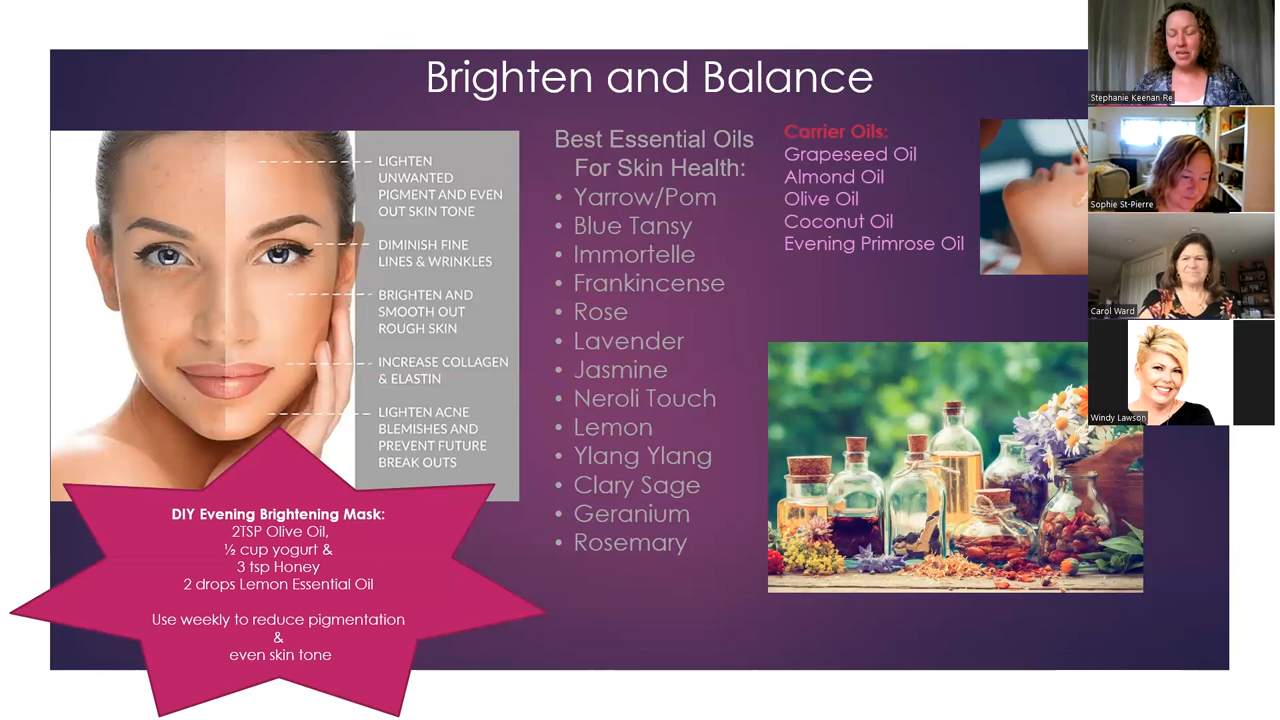 Brighten and Balance
LIGHTEN
UNWANTED
PIGMENT AND EVEN
OUT SKIN TONE
DIMINISH FINE
LINES & WRINKLES
BRIGHTEN AND
SMOOTH OUT
ROUGH SKIN
INCREASE COLLAGEN
& ELASTIN
LIGHTEN ACNE
BLEMISHES AND
PREVENT FUTURE
BREAK OUTS
DIY Evening Brightening Mask:
2TSP Olive Oil,
½ cup yogurt &
3 tsp Honey
2 drops Lemon Essential Oil
Use weekly to reduce pigmentation
&
even skin tone
Best Essential Oils
For Skin Health:
• Yarrow/Pom
• Blue Tansy
• Immortelle
• Frankincense
• Rose
• Lavender
• Jasmine
• Neroli Touch
• Lemon
• Ylang Ylang
• Clary Sage
• Geranium
• Rosemary
Carrier Oils:
Grapeseed Oil
Almond Oil
Olive Oil
Coconut Oil
Evening Primrose Oil
Stephanie Keenan Re
Sophie St-Pierre
Carol Ward
Windy Lawson